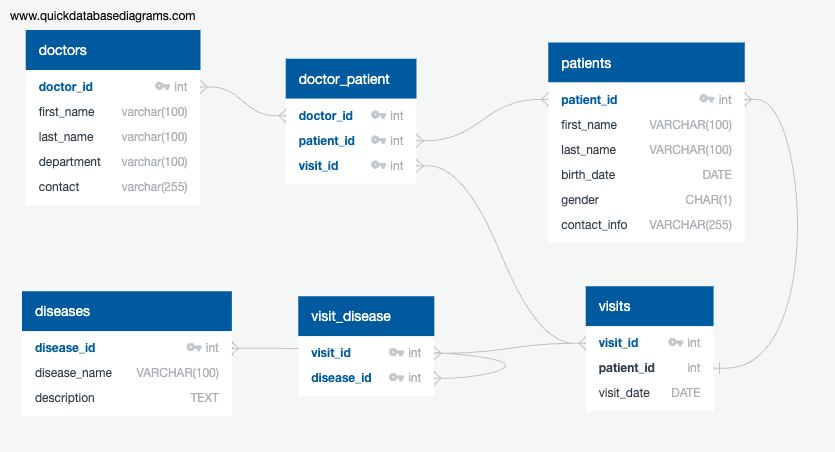 www.quickdatabasediagrams.com
doctors
doctor_id int
first_name varchar(100)
last_name varchar(100)
department varchar(100)
contact varchar(255)
doctor_patient
doctor_id int
patient_id int
visit_id int
patients
patient_id int
first_name VARCHAR(100)
last_name VARCHAR(100)
birth_date DATE
gender CHAR(1)
contact_info VARCHAR(255)
diseases
disease_id int
disease_name VARCHAR(100)
description TEXT
visit_disease
visit_id int
disease_id int
visits
visit_id int
patient_id int
visit_date DATE